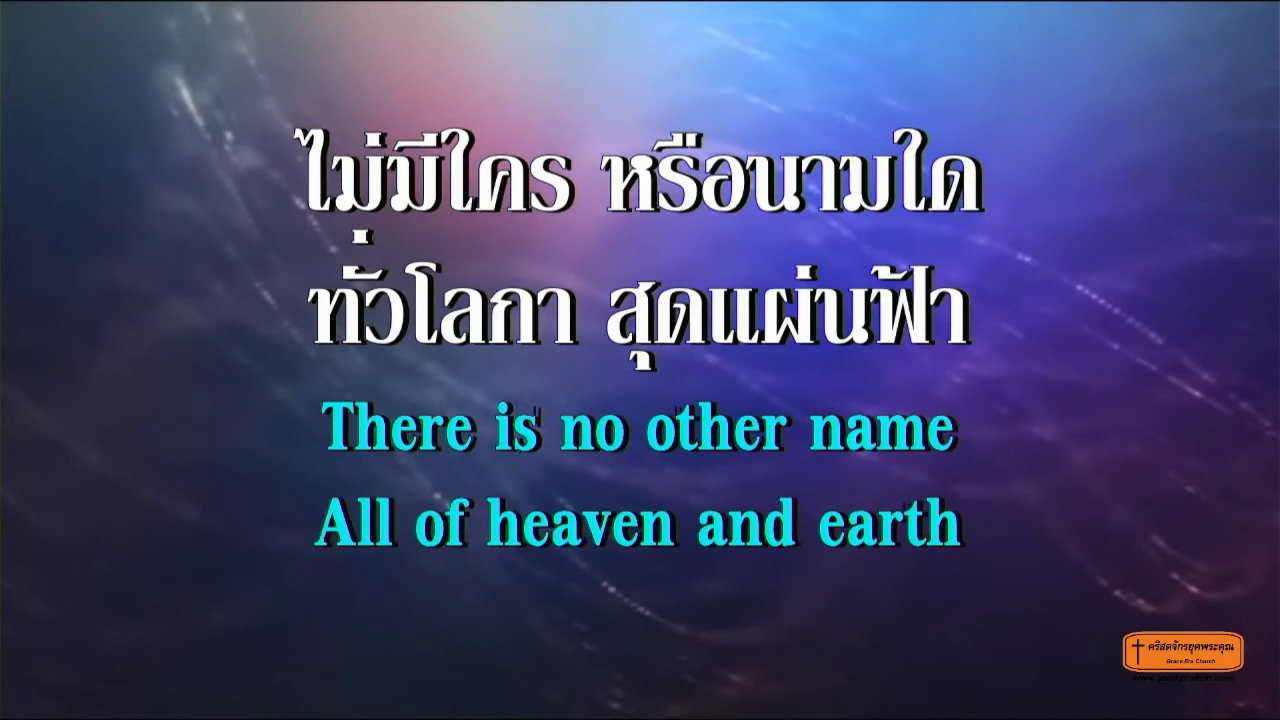 ไม่มีใคร หรือนามใด
ทั่วโลกา สุดแผ่นฟ้า
There is no other name
All of heaven and earth
คริสตจักรยุคพระคุณ
Grace Era Church
www.yookprakun.com